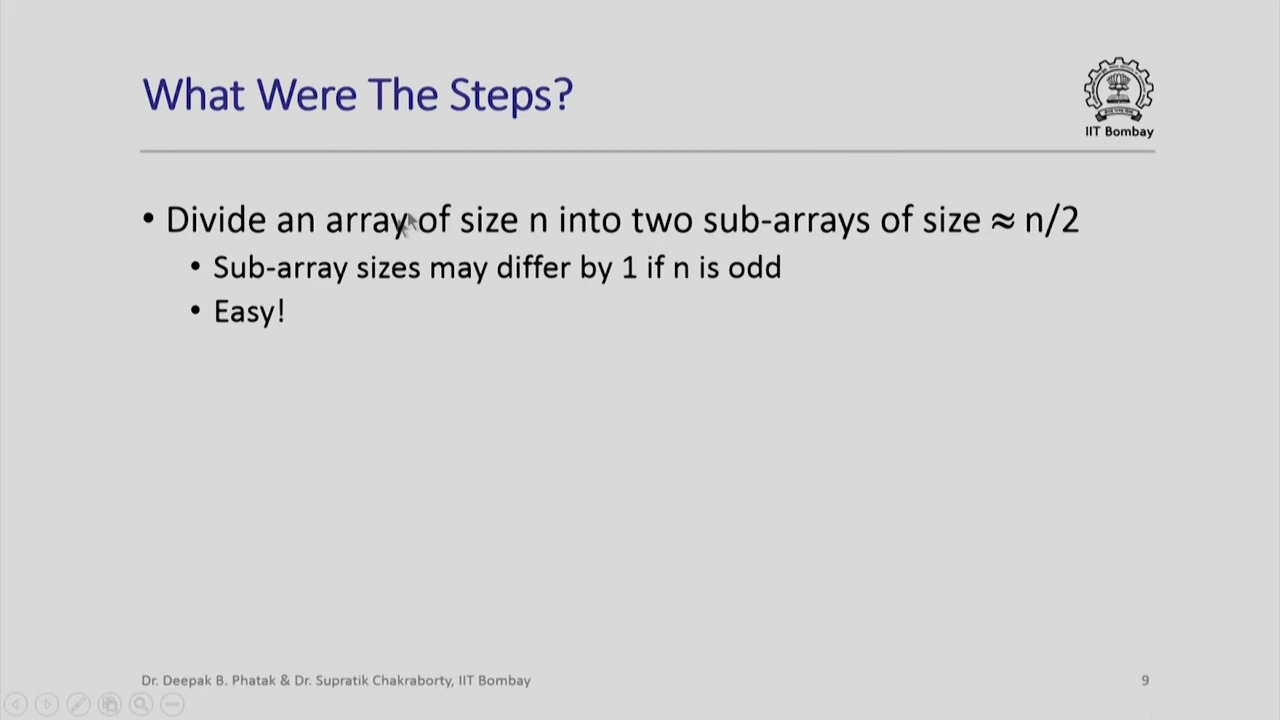 What Were The Steps?
IIT Bombay
• Divide an array of size n into two sub-arrays of size ≈ n/2
• Sub-array sizes may differ by 1 if n is odd
• Easy!
Dr. Deepak B. Phatak & Dr. Supratik Chakraborty, IIT Bombay
9